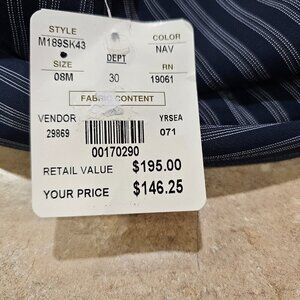 STYLE COLOR
M189SK43 NAV
SIZE DEPT RN
08M 30 19061
FABRIC CONTENT
VENDOR YRSEA
29869 071
00170290
RETAIL VALUE $195.00
YOUR PRICE $146.25